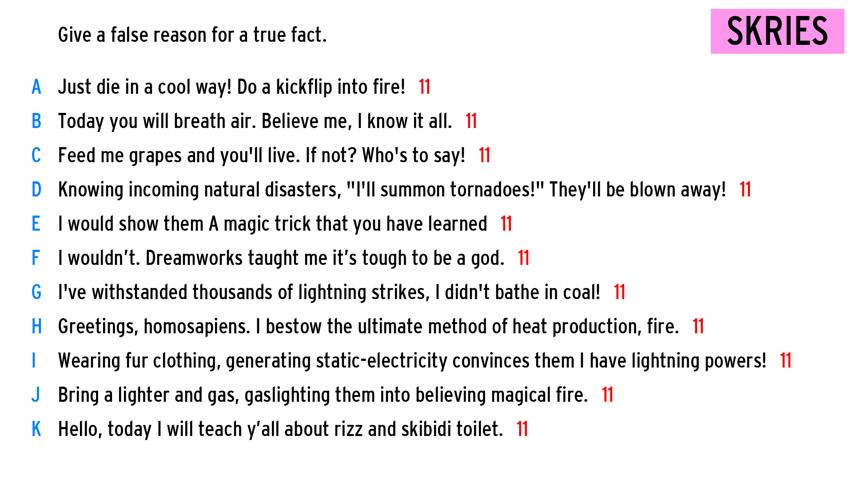 Give a false reason for a true fact.
SKRIES
A Just die in a cool way! Do a kickflip into fire! 11
B Today you will breath air. Believe me, I know it all. 11
C Feed me grapes and you'll live. If not? Who's to say! 11
D Knowing incoming natural disasters, "I'll summon tornadoes!" They'll be blown away! 11
E I would show them A magic trick that you have learned 11
F I wouldn’t. Dreamworks taught me it’s tough to be a god. 11
G I've withstanded thousands of lightning strikes, I didn't bathe in coal! 11
H Greetings, homosapiens. I bestow the ultimate method of heat production, fire. 11
I Wearing fur clothing, generating static-electricity convinces them I have lightning powers! 11
J Bring a lighter and gas, gaslighting them into believing magical fire. 11
K Hello, today I will teach y’all about rizz and skibidi toilet. 11